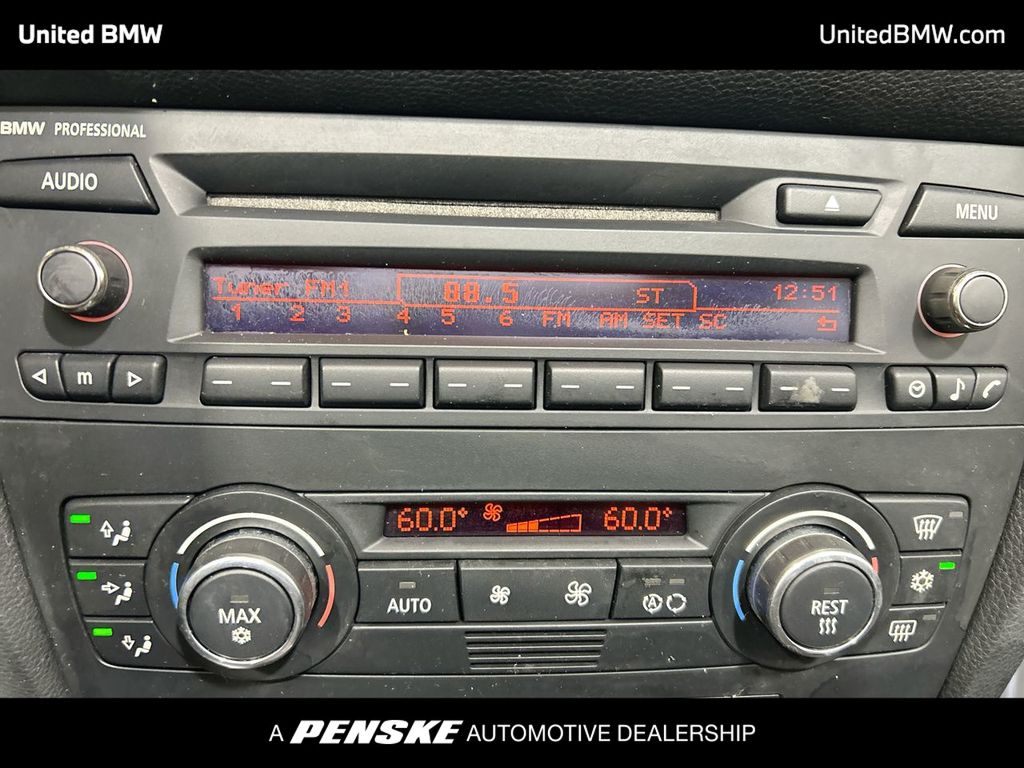 United BMW
UnitedBMW.com
BMW PROFESSIONAL
AUDIO
MENU
Tuner FM1 88.5 ST 12:51
1 2 3 4 5 6 FM AM SET SC
m
60.0° 60.0°
MAX
AUTO
A
REST
A PENSKE AUTOMOTIVE DEALERSHIP